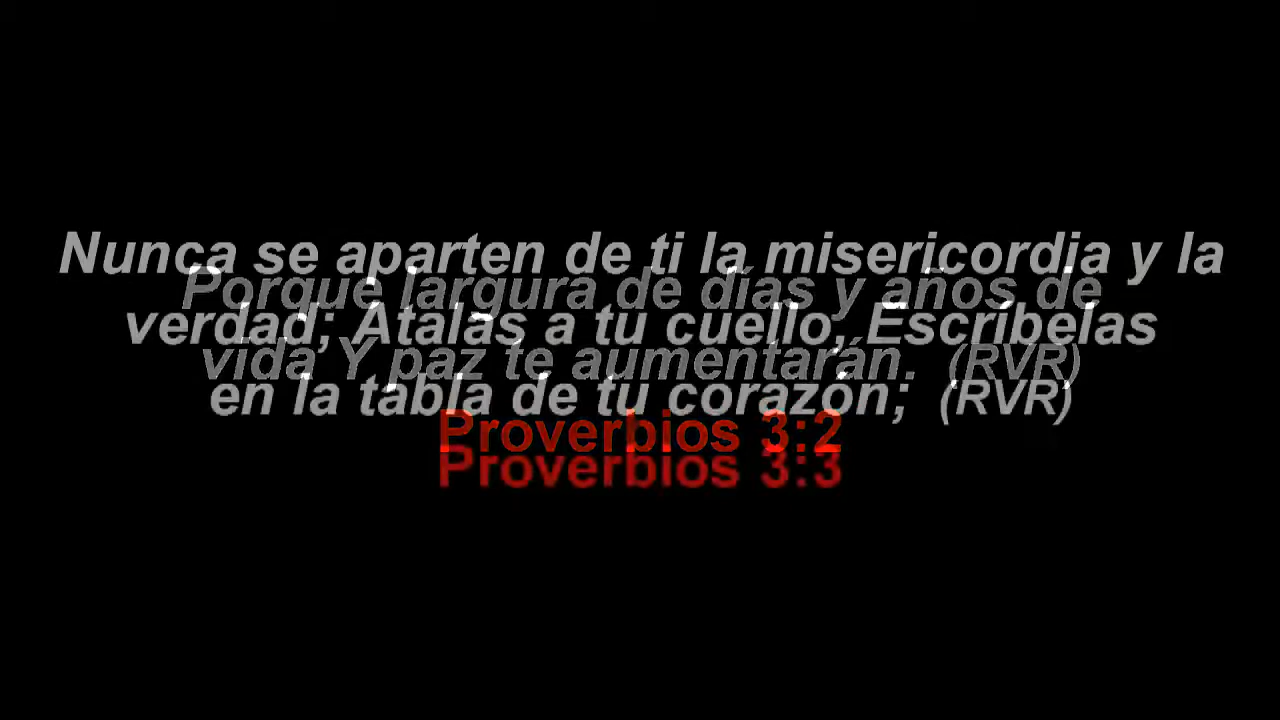 Nunca se aparten de ti la misericordia y la
Porque largura de días y años de
verdad; Átalas a tu cuello, Escríbelas
vida Y paz te aumentarán. (RVR)
en la tabla de tu corazón; (RVR)
Proverbios 3:2
Proverbios 3:3